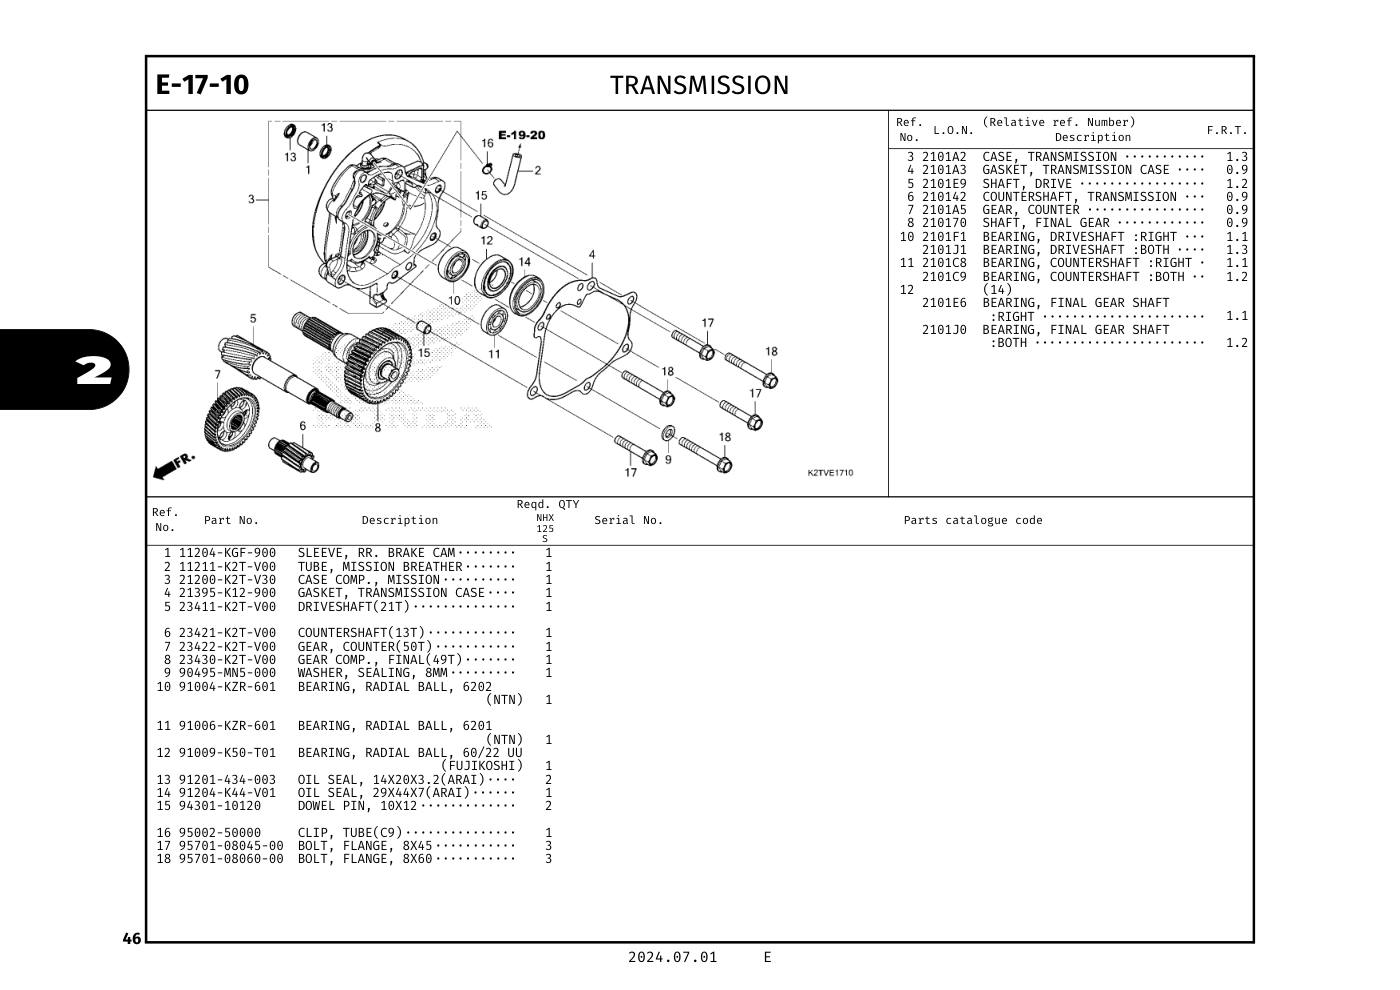 E-17-10
TRANSMISSION
E-19-20
13
16
13
1
2
3
15
12
4
14
10
5
15
11
17
18
7
18
17
8
6
18
9
17
FR.
HONDA
K2TVE1710
Ref. No. L.O.N. (Relative ref. Number) Description F.R.T.
3 2101A2 CASE, TRANSMISSION ··········· 1.3
4 2101A3 GASKET, TRANSMISSION CASE ···· 0.9
5 2101E9 SHAFT, DRIVE ················· 1.2
6 210142 COUNTERSHAFT, TRANSMISSION ··· 0.9
7 2101A5 GEAR, COUNTER ················ 0.9
8 210170 SHAFT, FINAL GEAR ············ 0.9
10 2101F1 BEARING, DRIVESHAFT :RIGHT ··· 1.1
2101J1 BEARING, DRIVESHAFT :BOTH ···· 1.3
11 2101C8 BEARING, COUNTERSHAFT :RIGHT · 1.1
2101C9 BEARING, COUNTERSHAFT :BOTH ·· 1.2
12 (14)
2101E6 BEARING, FINAL GEAR SHAFT
:RIGHT ······················ 1.1
2101J0 BEARING, FINAL GEAR SHAFT
:BOTH ······················· 1.2
2
Ref. No. Part No. Description Reqd. QTY NHX 125 S Serial No. Parts catalogue code
1 11204-KGF-900 SLEEVE, RR. BRAKE CAM········ 1
2 11211-K2T-V00 TUBE, MISSION BREATHER······· 1
3 21200-K2T-V30 CASE COMP., MISSION·········· 1
4 21395-K12-900 GASKET, TRANSMISSION CASE···· 1
5 23411-K2T-V00 DRIVESHAFT(21T)·············· 1
6 23421-K2T-V00 COUNTERSHAFT(13T)············ 1
7 23422-K2T-V00 GEAR, COUNTER(50T)··········· 1
8 23430-K2T-V00 GEAR COMP., FINAL(49T)······· 1
9 90495-MN5-000 WASHER, SEALING, 8MM········· 1
10 91004-KZR-601 BEARING, RADIAL BALL, 6202
(NTN) 1
11 91006-KZR-601 BEARING, RADIAL BALL, 6201
(NTN) 1
12 91009-K50-T01 BEARING, RADIAL BALL, 60/22 UU
(FUJIKOSHI) 1
13 91201-434-003 OIL SEAL, 14X20X3.2(ARAI)···· 2
14 91204-K44-V01 OIL SEAL, 29X44X7(ARAI)······ 1
15 94301-10120 DOWEL PIN, 10X12············· 2
16 95002-50000 CLIP, TUBE(C9)··············· 1
17 95701-08045-00 BOLT, FLANGE, 8X45··········· 3
18 95701-08060-00 BOLT, FLANGE, 8X60··········· 3
46
2024.07.01 E